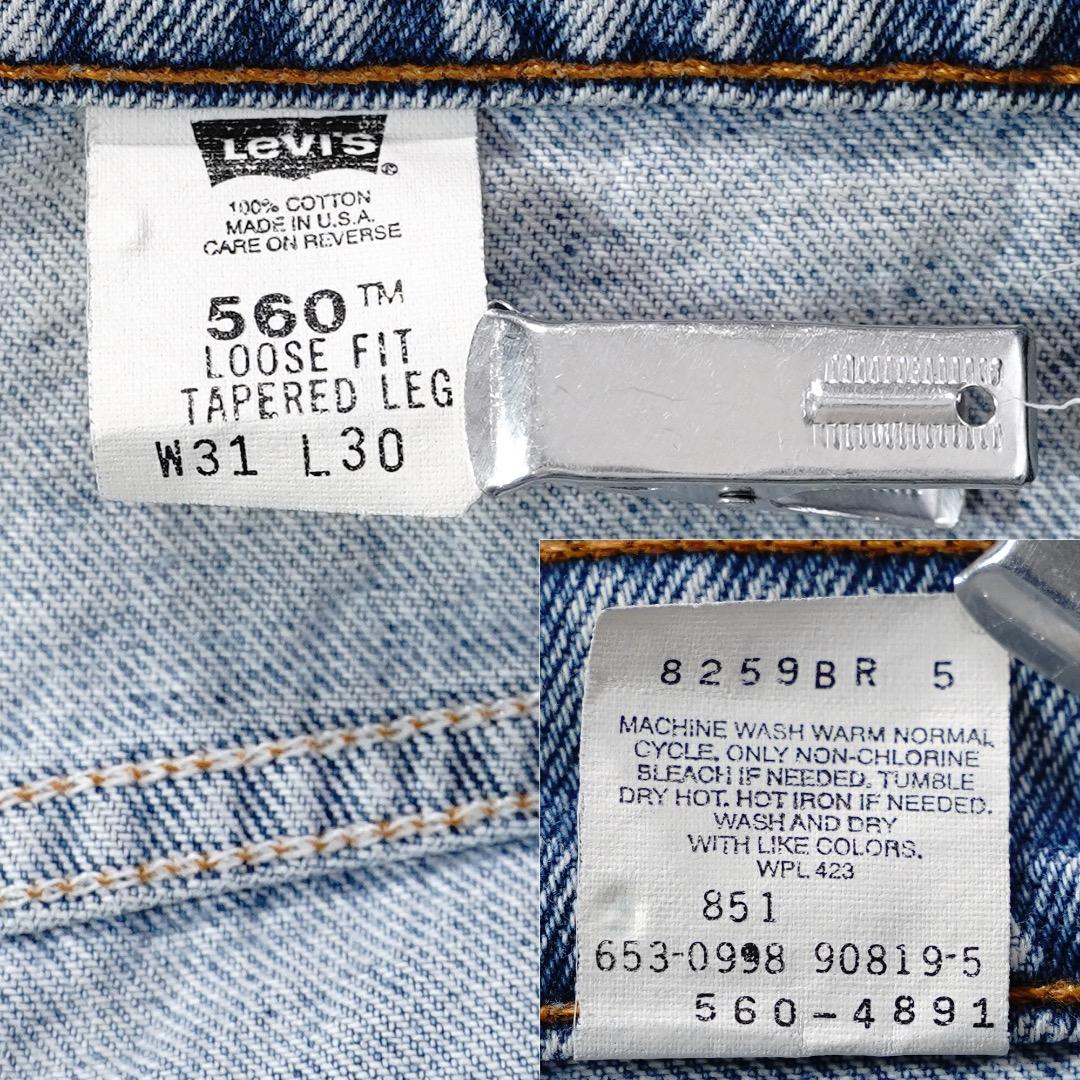 Levi's®
100% COTTON
MADE IN U.S.A.
CARE ON REVERSE
560™
LOOSE FIT
TAPERED LEG
W31 L30
8259BR 5
MACHINE WASH WARM NORMAL
CYCLE. ONLY NON-CHLORINE
BLEACH IF NEEDED. TUMBLE
DRY HOT. HOT IRON IF NEEDED.
WASH AND DRY
WITH LIKE COLORS.
WPL 423
851
653-0998 90819-5
560-4891